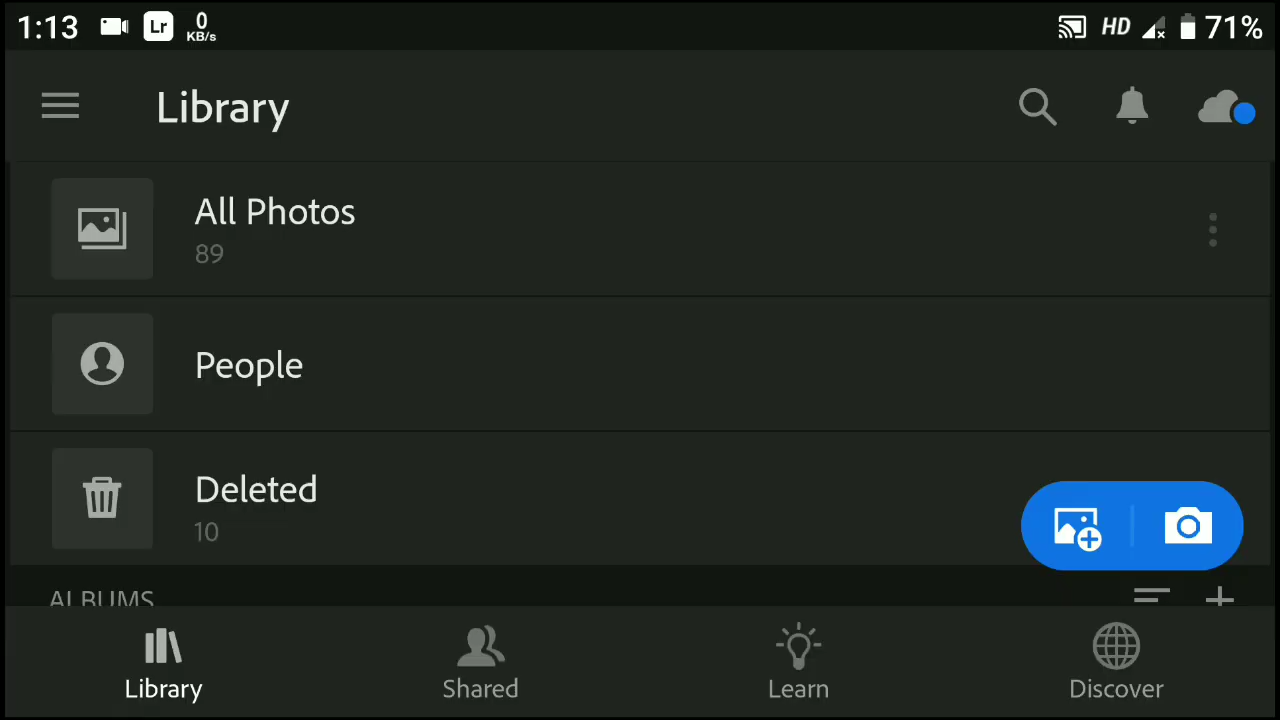 1:13 Lr 0 KB/s HD 71%
Library
All Photos
89
People
Deleted
10
ALBUMS
Library Shared Learn Discover